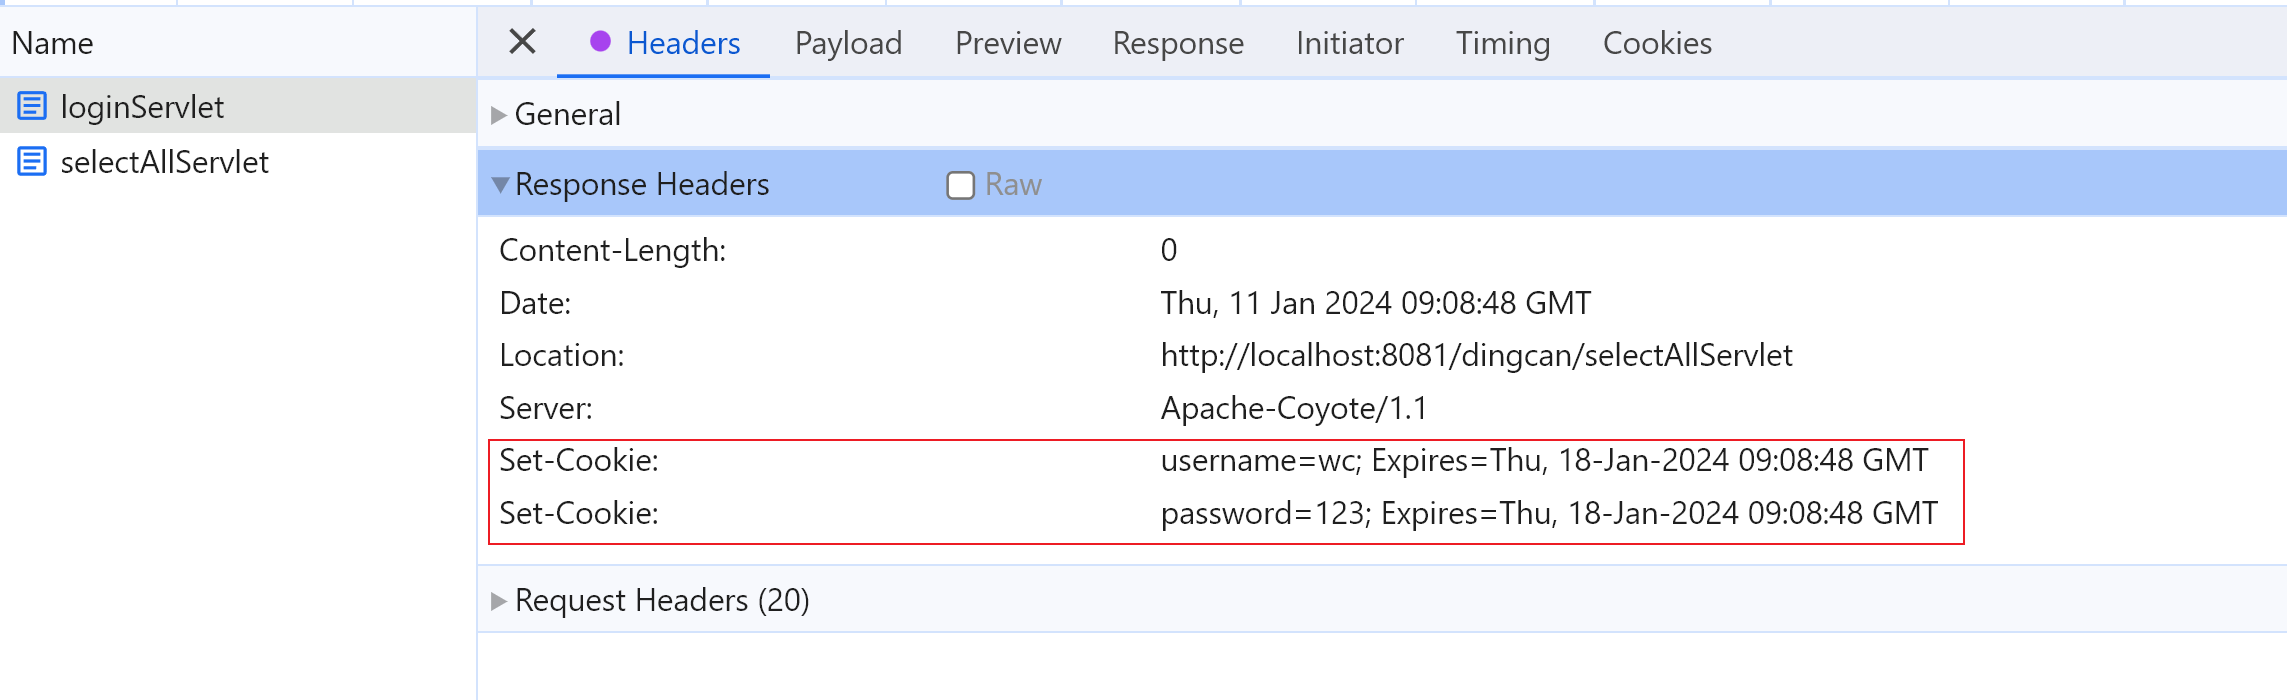 Name
Headers Payload Preview Response Initiator Timing Cookies
loginServlet
selectAllServlet
General
Response Headers Raw
Content-Length: 0
Date: Thu, 11 Jan 2024 09:08:48 GMT
Location: http://localhost:8081/dingcan/selectAllServlet
Server: Apache-Coyote/1.1
Set-Cookie: username=wc; Expires=Thu, 18-Jan-2024 09:08:48 GMT
Set-Cookie: password=123; Expires=Thu, 18-Jan-2024 09:08:48 GMT
Request Headers (20)